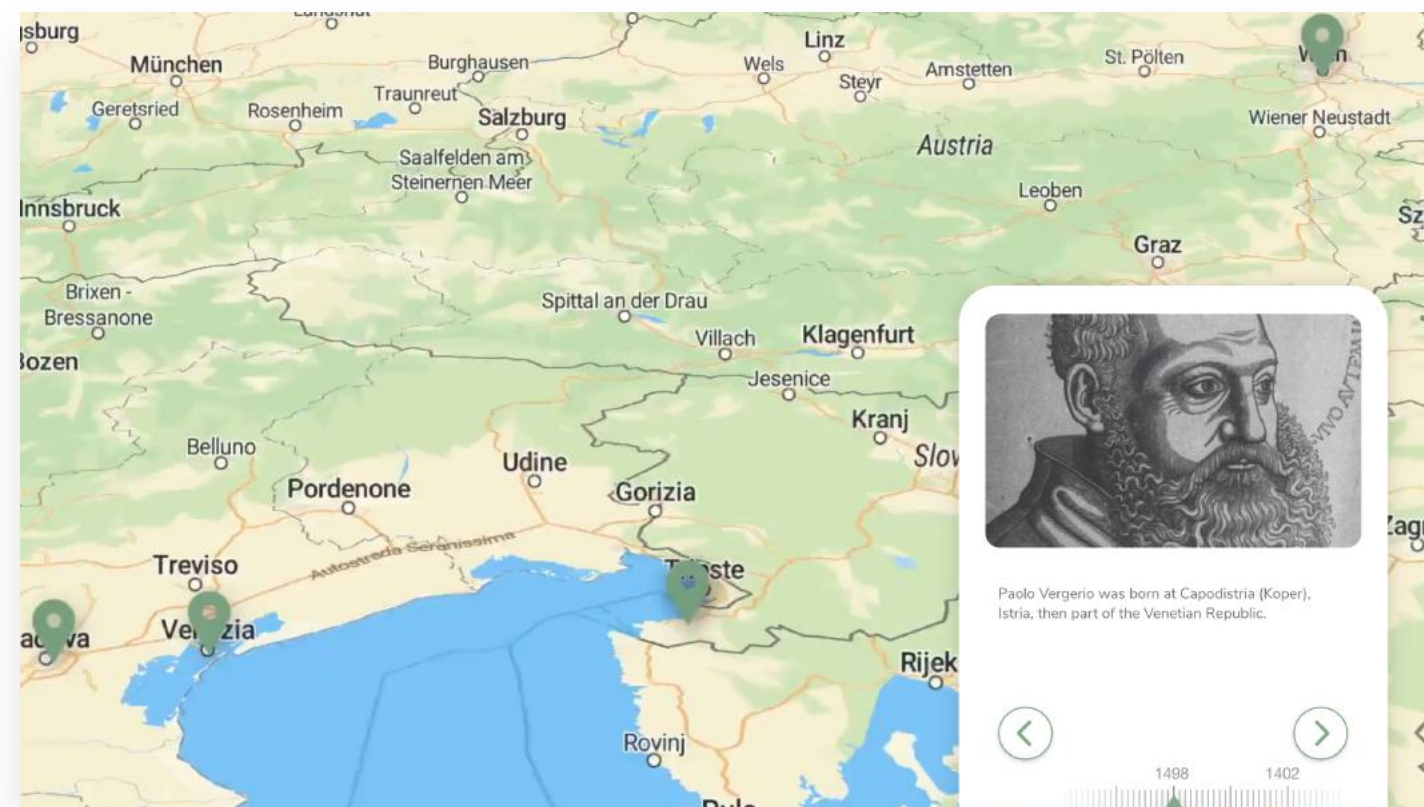 München
Burghausen
Linz
Wels
Steyr
Amstetten
St. Pölten
Geretsried
Rosenheim
Traunreut
Salzburg
Wiener Neustadt
Austria
Saalfelden am
Steinernen Meer
Leoben
Innsbruck
Graz
Brixen -
Bressanone
Spittal an der Drau
Villach
Klagenfurt
Jesenice
Kranj
Belluno
Udine
Pordenone
Gorizia
Autostrada Serenissima
Treviso
Rovinj
VIVO
Paolo Vergerio was born at Capodistria (Koper),
Istria, then part of the Venetian Republic.
1498 1402